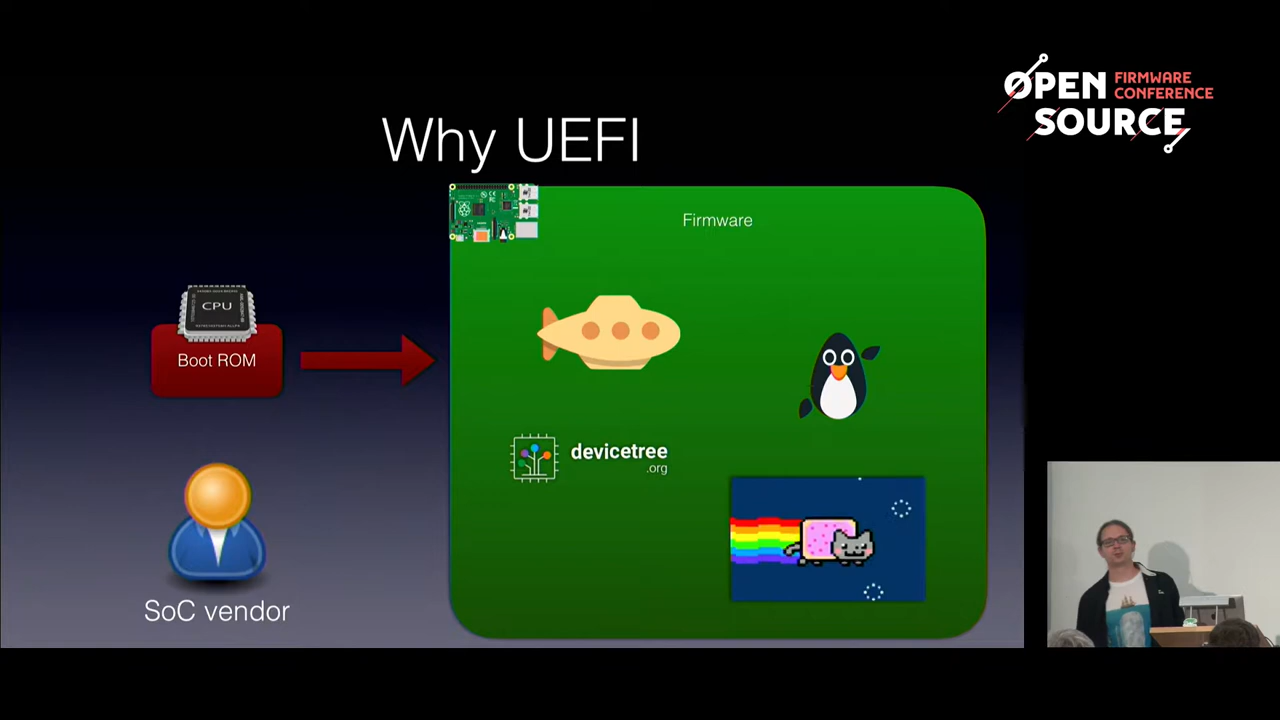 OPEN FIRMWARE
CONFERENCE
SOURCE
Why UEFI
Firmware
CPU
Boot ROM
devicetree
.org
SoC vendor